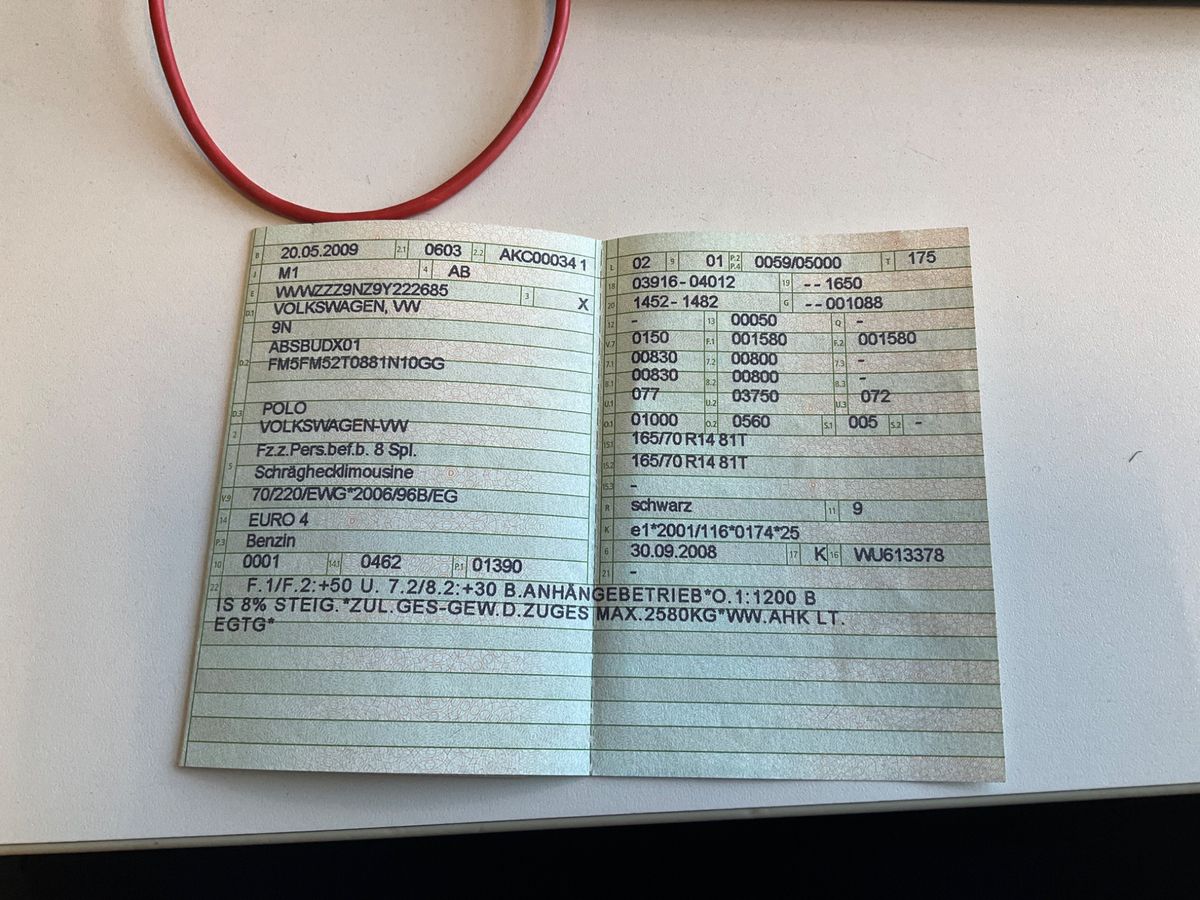 B 20.05.2009 2.1 0603 2.2 AKC00034 1
J M1 4 AB
E WVWZZZ9NZ9Y222685 3 X
D.1 VOLKSWAGEN, VW
9N
ABSBUDX01
D.2 FM5FM52T0881N10GG
D.3 POLO
2 VOLKSWAGEN-VW
Fz.z.Pers.bef.b. 8 Spl.
5 Schräghecklimousine
V.9 70/220/EWG*2006/96B/EG
14 EURO 4
P.3 Benzin
10 0001 14.1 0462 P.1 01390
L 02 9 01 P.2 P.4 0059/05000 T 175
18 03916-04012 19 --1650
20 1452-1482 G --001088
12 - 13 00050 Q -
V.7 0150 F.1 001580 F.2 001580
7.1 00830 7.2 00800 7.3 -
8.1 00830 8.2 00800 8.3 -
U.1 077 U.2 03750 U.3 072
O.1 01000 O.2 0560 S.1 005 S.2 -
15.1 165/70 R14 81T
15.2 165/70 R14 81T
15.3 -
R schwarz 11 9
K e1*2001/116*0174*25
6 30.09.2008 17 K 16 WU613378
21 -
22 F.1/F.2:+50 U. 7.2/8.2:+30 B.ANHÄNGEBETRIEB*O.1:1200 B
IS 8% STEIG.*ZUL.GES-GEW.D.ZUGES MAX.2580KG*WW.AHK LT.
EGTG*